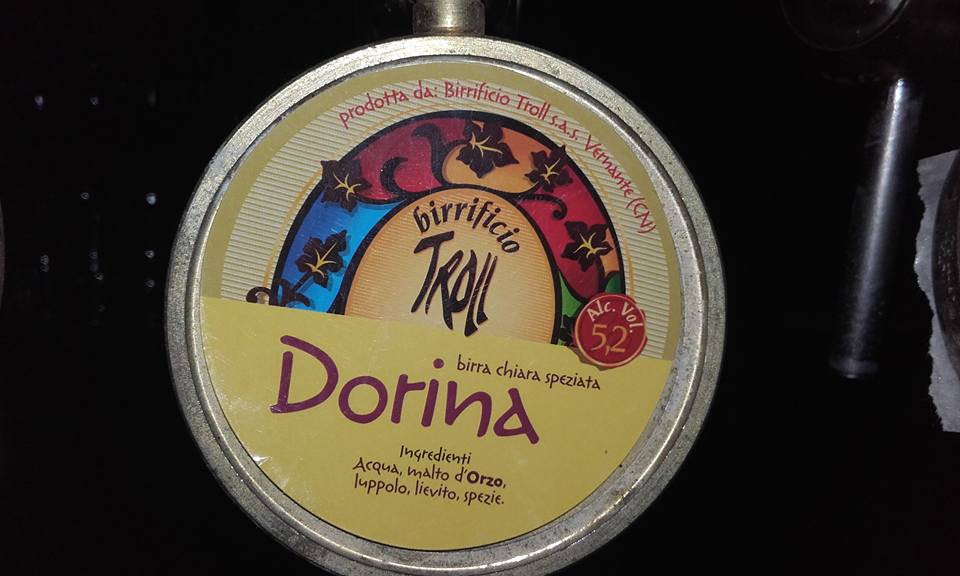 prodotta da: Birrificio Troll s.a.s. Vernante (CN)
birrificio
TROLL
Alc. Vol.
5,2
birra chiara speziata
Dorina
Ingredienti
Acqua, malto d'Orzo,
luppolo, lievito, spezie.